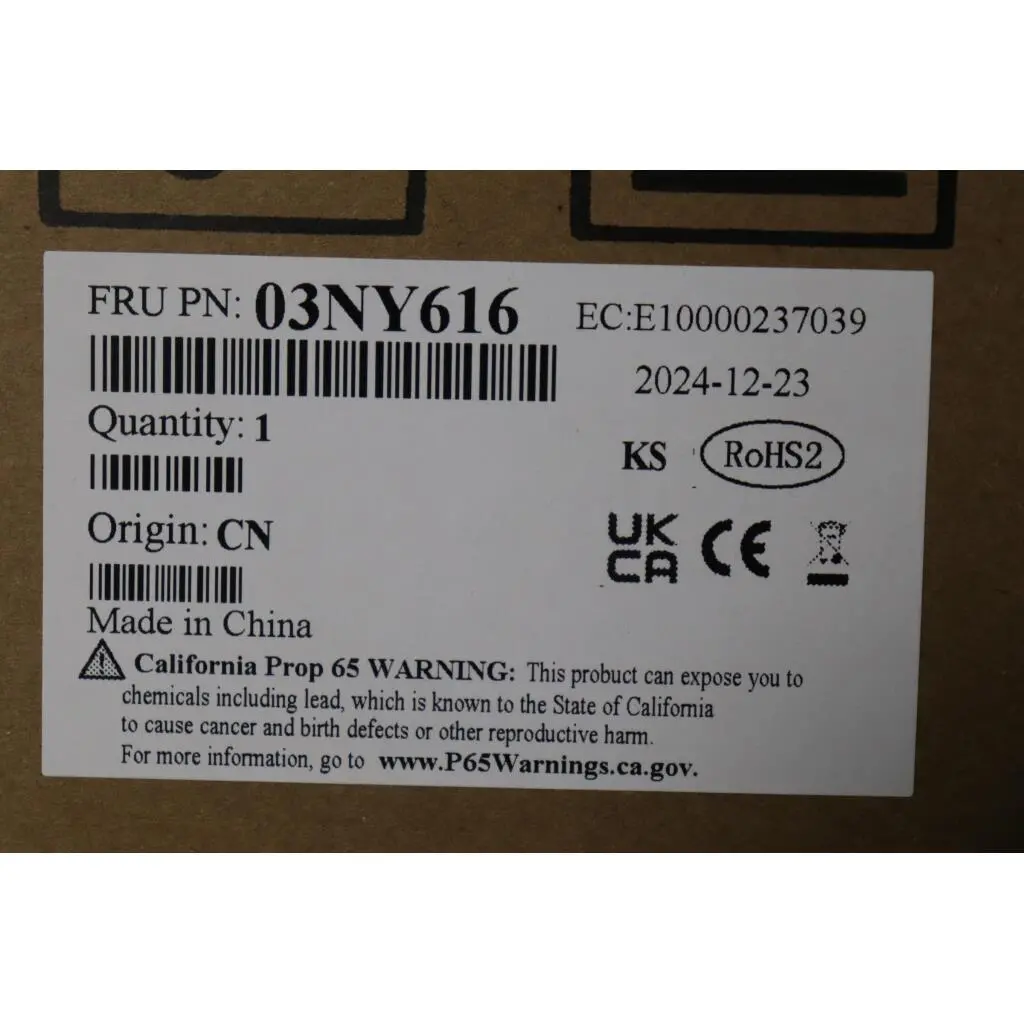 FRU PN: 03NY616
EC:E10000237039
2024-12-23
Quantity: 1
KS
RoHS2
Origin: CN
UK
CA
CE
Made in China
California Prop 65 WARNING: This product can expose you to
chemicals including lead, which is known to the State of California
to cause cancer and birth defects or other reproductive harm.
For more information, go to www.P65Warnings.ca.gov.